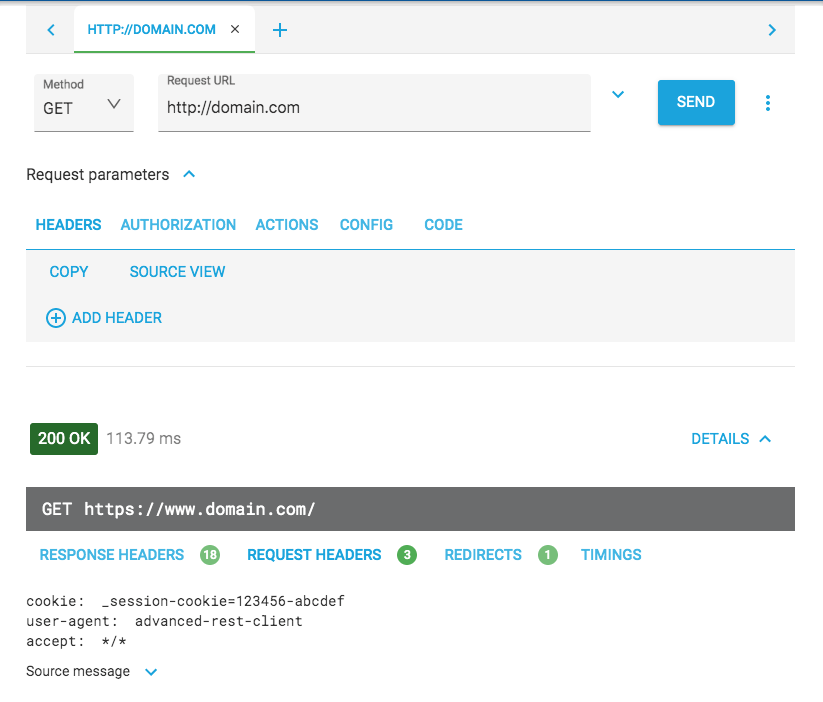 HTTP://DOMAIN.COM
Method
GET
Request URL
http://domain.com
SEND
Request parameters
HEADERS AUTHORIZATION ACTIONS CONFIG CODE
COPY SOURCE VIEW
ADD HEADER
200 OK 113.79 ms DETAILS
GET https://www.domain.com/
RESPONSE HEADERS 18 REQUEST HEADERS 3 REDIRECTS 1 TIMINGS
cookie: _session-cookie=123456-abcdef
user-agent: advanced-rest-client
accept: */*
Source message